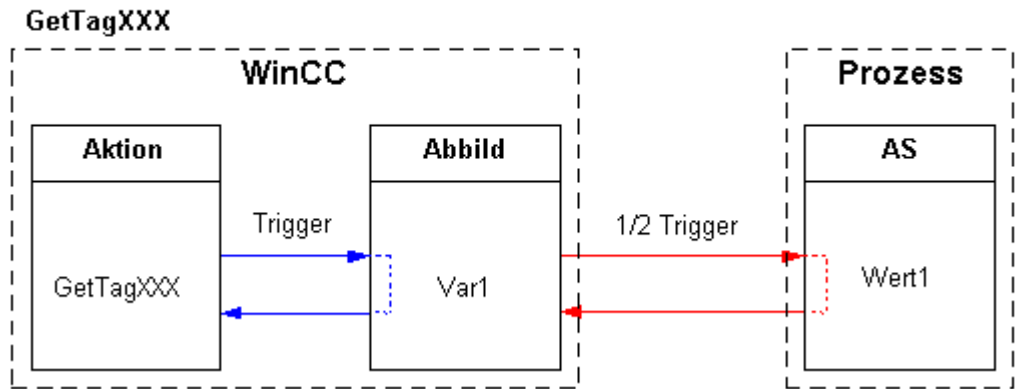 GetTagXXX
WinCC
Prozess
Aktion
Abbild
AS
Trigger
1/2 Trigger
GetTagXXX
Var1
Wert1